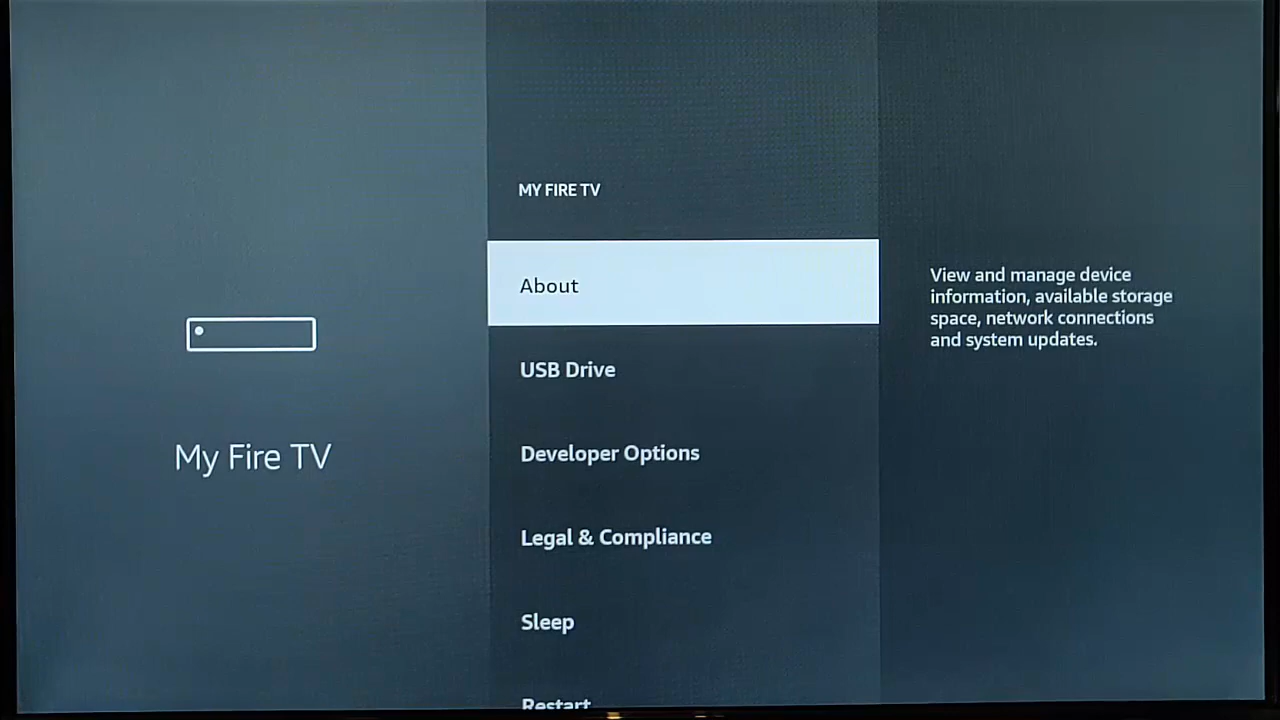 MY FIRE TV
About
USB Drive
Developer Options
Legal & Compliance
Sleep
Restart
My Fire TV
View and manage device
information, available storage
space, network connections
and system updates.